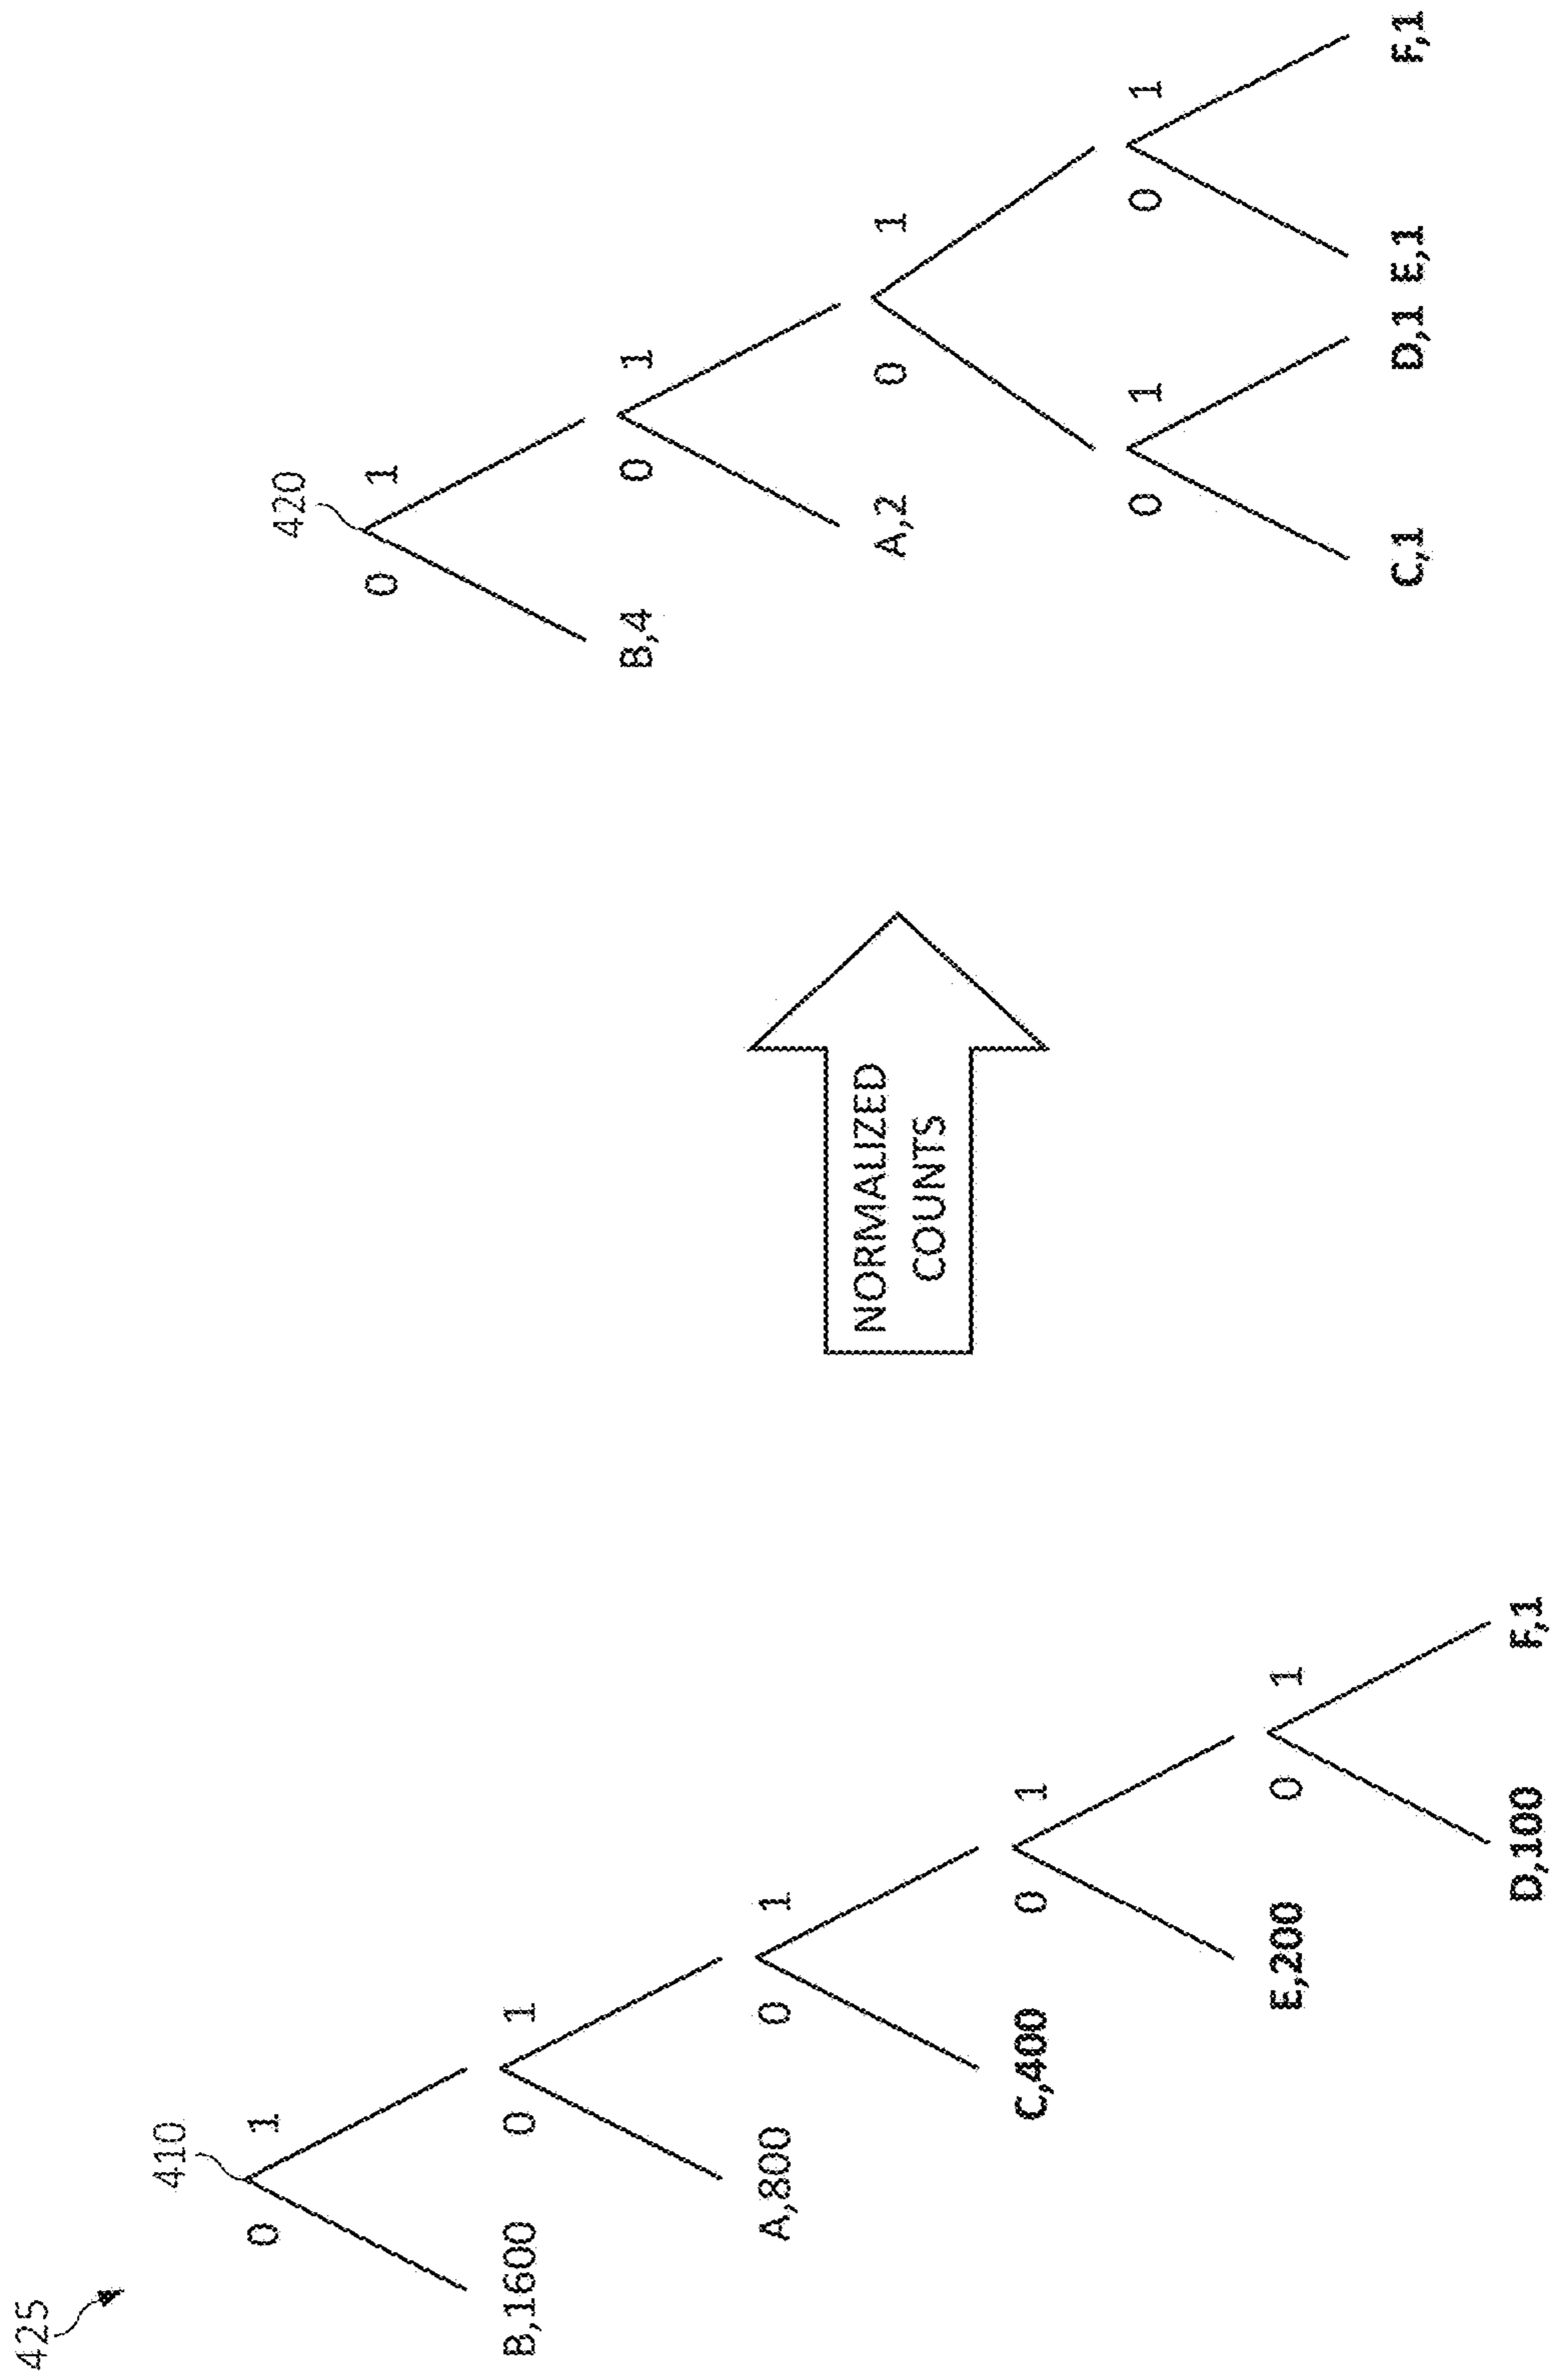 425
410
0 1
B,1600
0 1
A,800
0 1
C,400
0 1
E,200
0 1
D,100
F,1
NORMALIZED
COUNTS
420
0 1
B,4
0 1
A,2
0 1
0 1
0 1
C,1
D,1
E,1
F,1